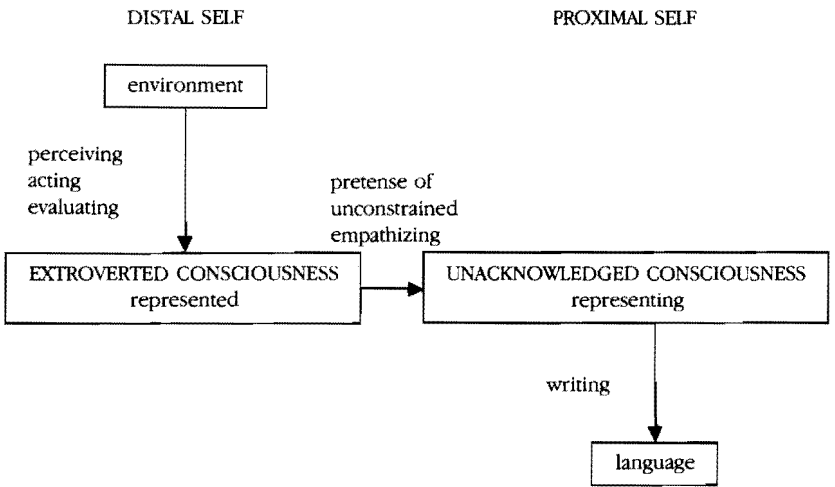 DISTAL SELF
PROXIMAL SELF
environment
perceiving
acting
evaluating
pretense of
unconstrained
empathizing
EXTROVERTED CONSCIOUSNESS
represented
UNACKNOWLEDGED CONSCIOUSNESS
representing
writing
language